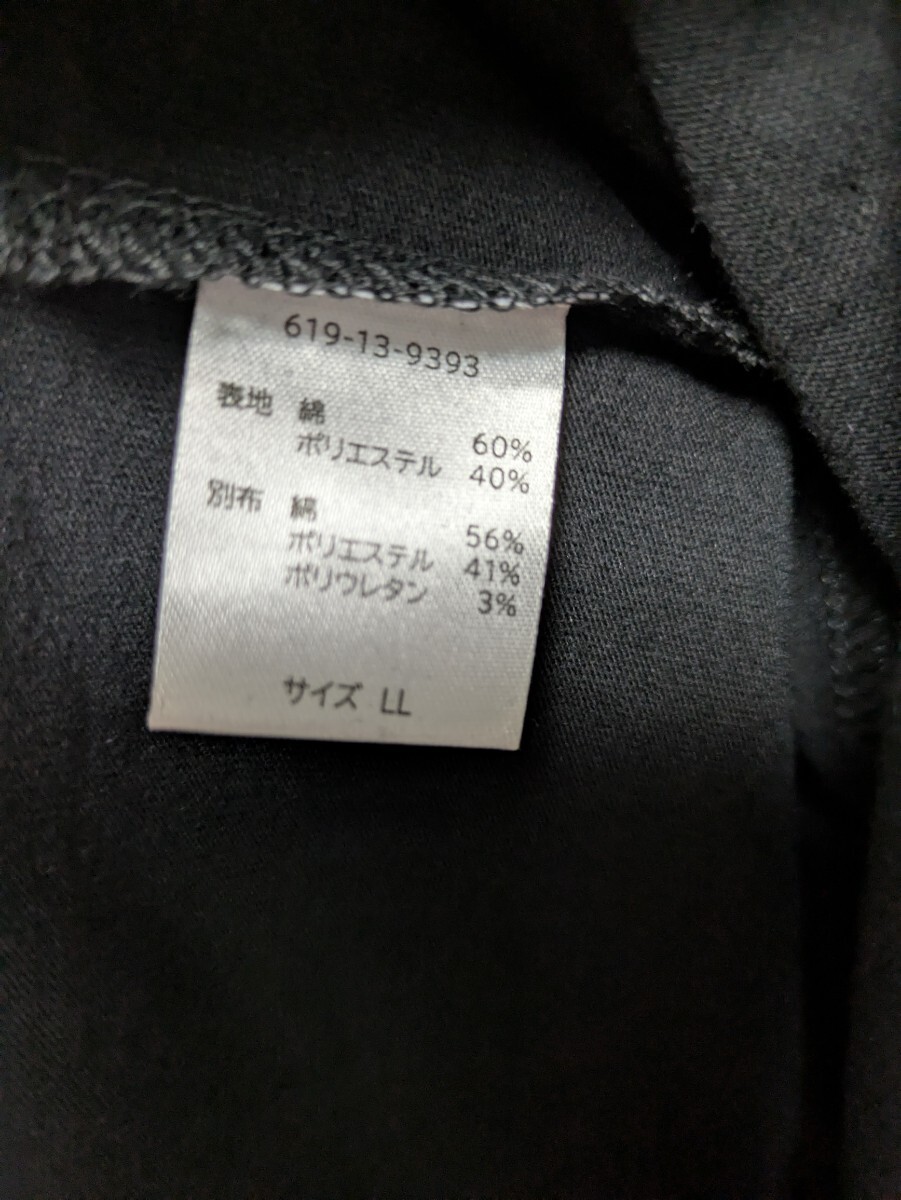 619-13-9393
表地 綿 60%
ポリエステル 40%
別布 綿 56%
ポリエステル 41%
ポリウレタン 3%
サイズ LL